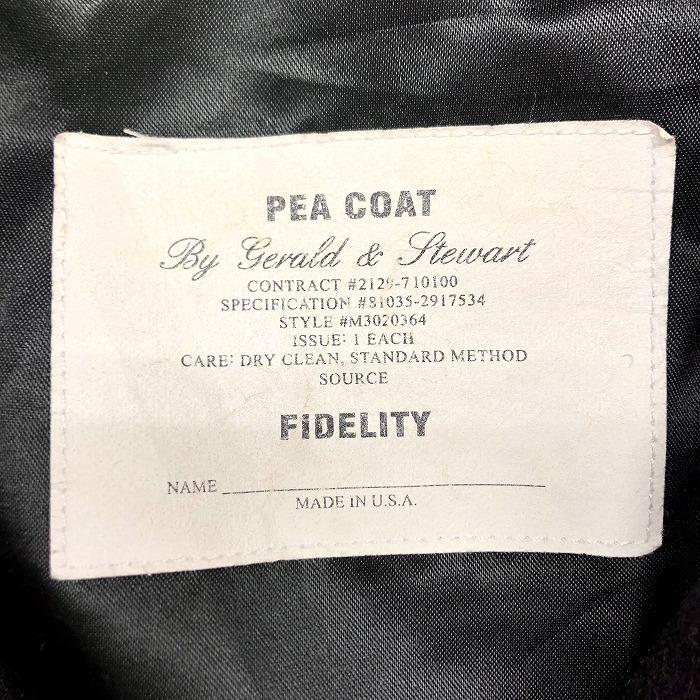 PEA COAT
By Gerald & Stewart
CONTRACT #2129-710100
SPECIFICATION #81035-2917534
STYLE #M3020364
ISSUE: 1 EACH
CARE: DRY CLEAN, STANDARD METHOD
SOURCE
FiDELITY
NAME
MADE IN U.S.A.